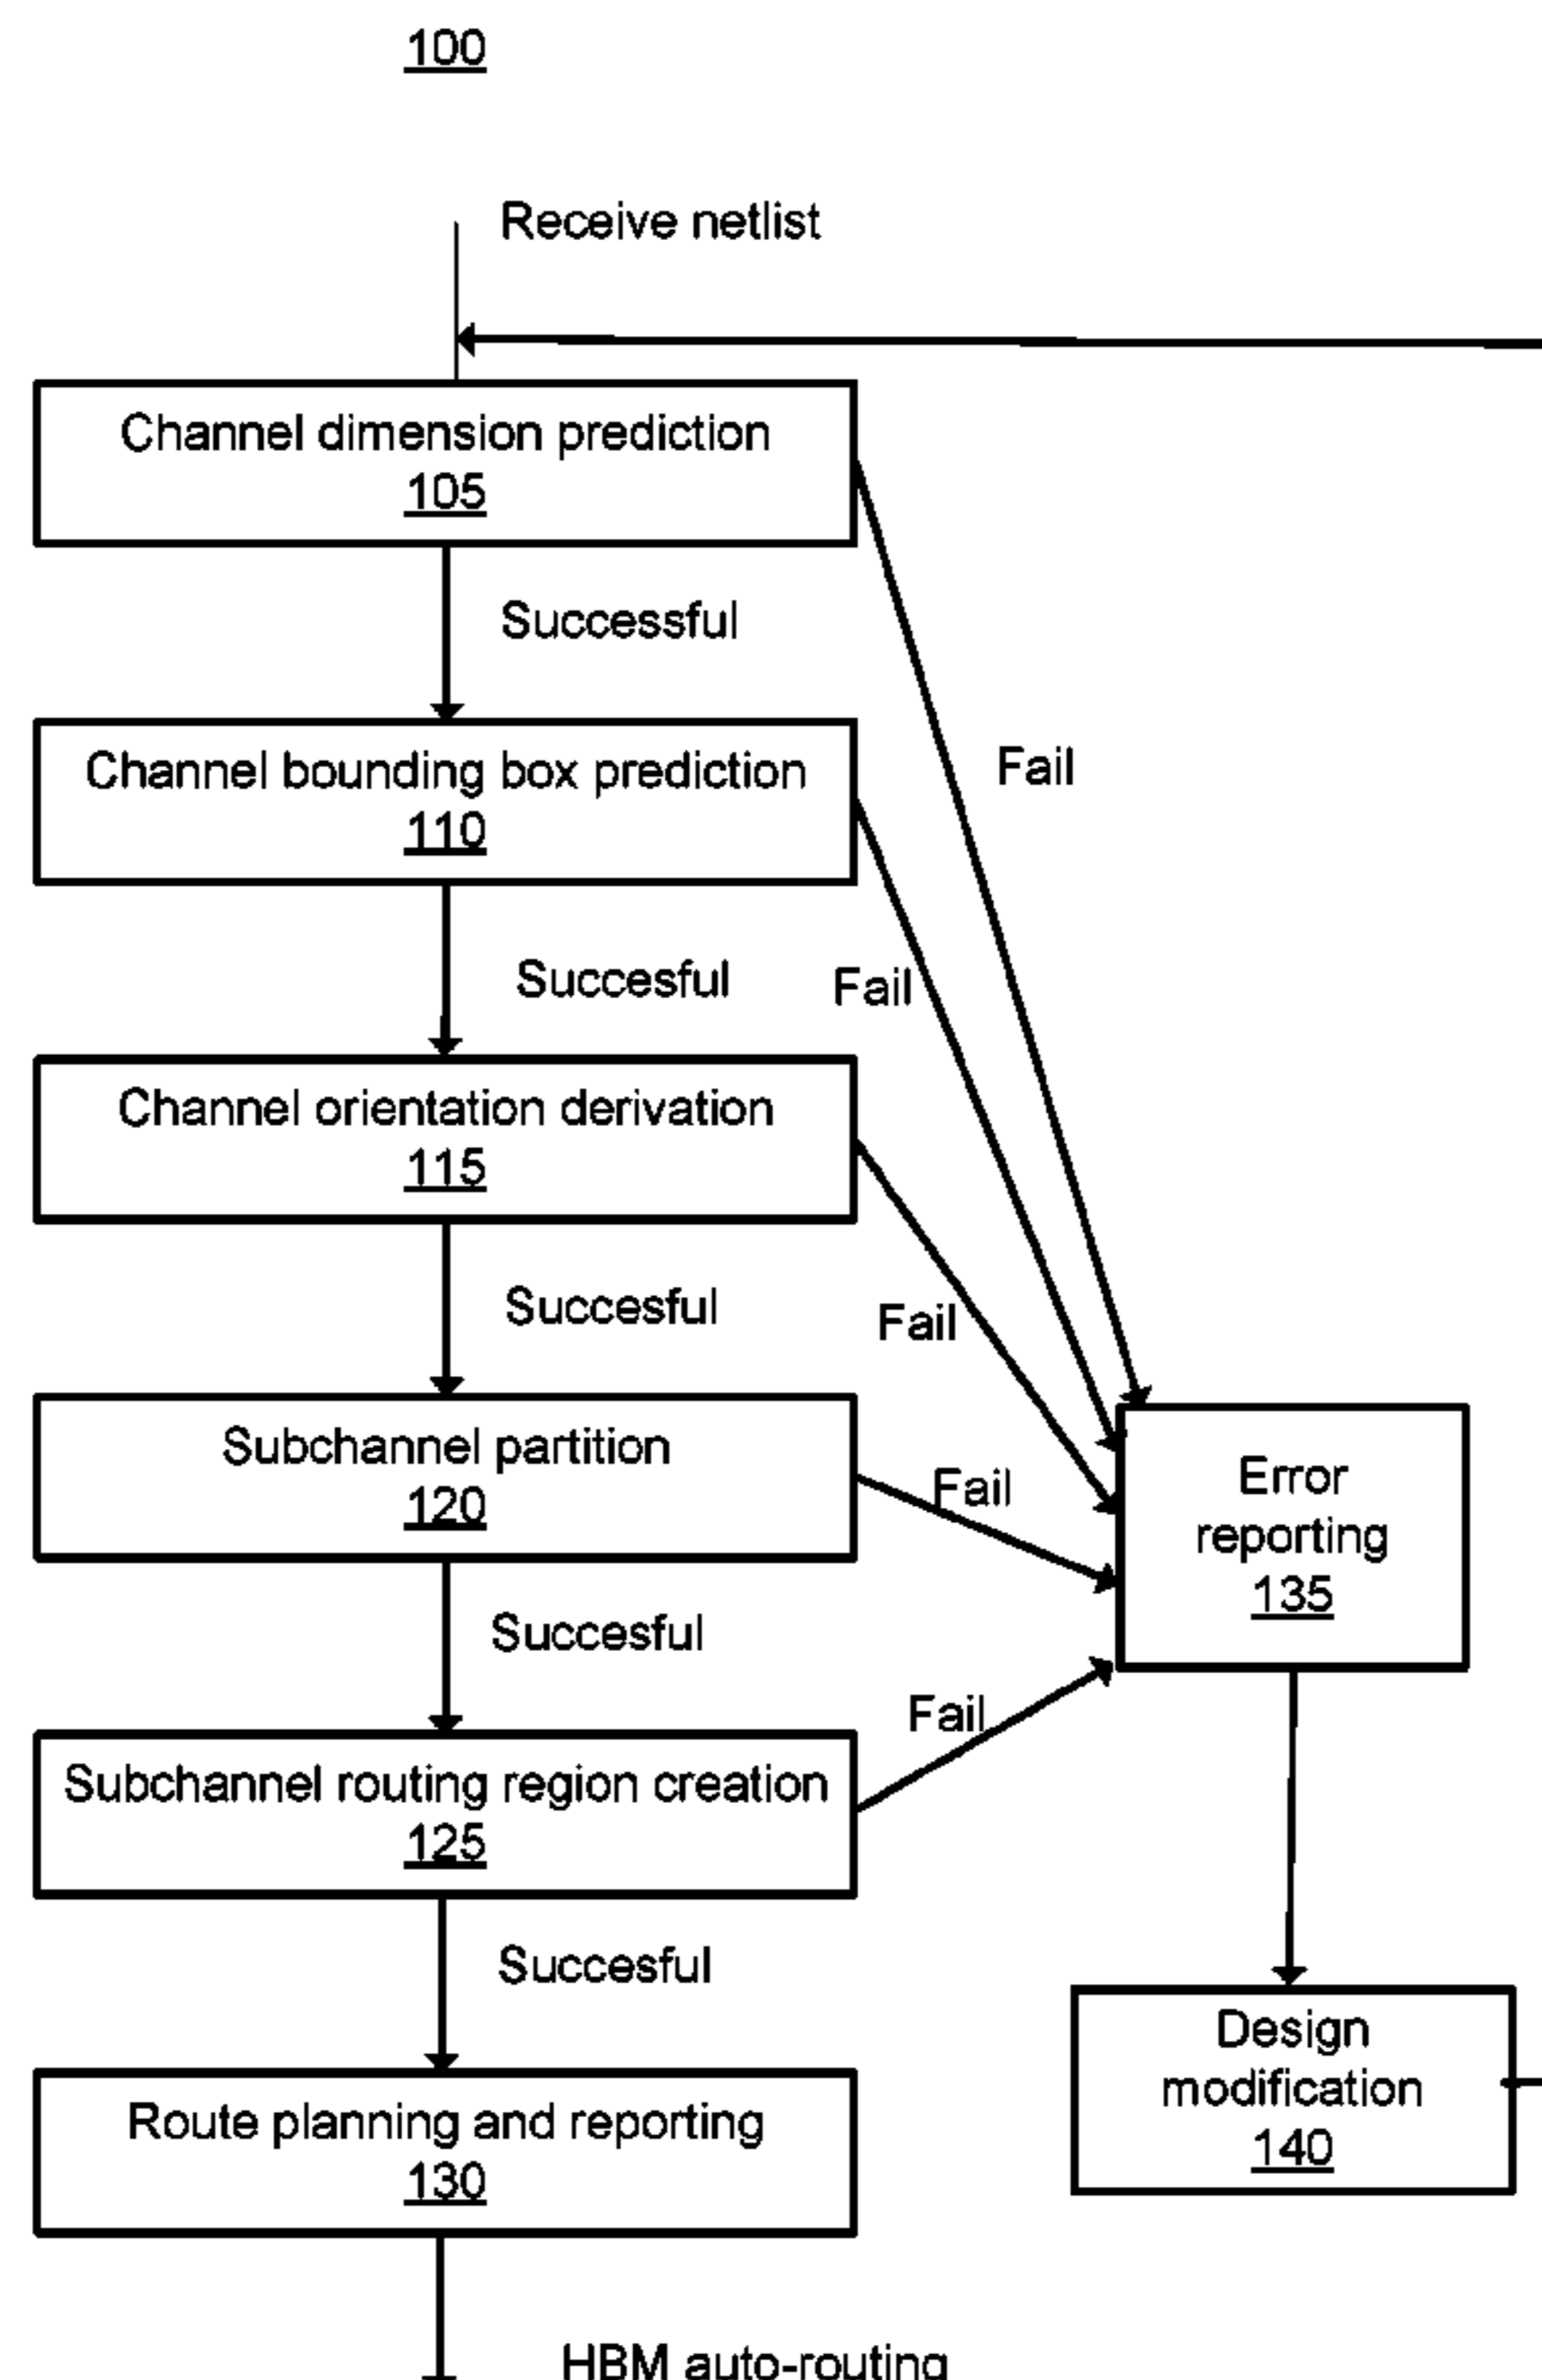 100
Receive netlist
Channel dimension prediction
105
Successful
Channel bounding box prediction
110
Fail
Succesful
Fail
Channel orientation derivation
115
Succesful
Fail
Subchannel partition
120
Fail
Error
reporting
135
Succesful
Fail
Subchannel routing region creation
125
Succesful
Design
modification
140
Route planning and reporting
130
HBM auto-routing